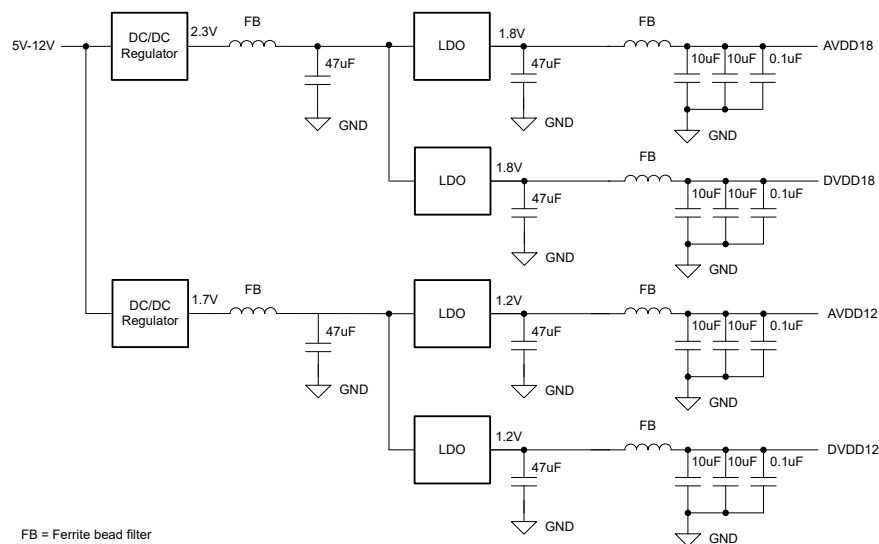 FB
5V-12V
DC/DC
Regulator
2.3V
47uF
GND
LDO
1.8V
47uF
GND
FB
10uF
10uF
0.1uF
GND
AVDD18
LDO
1.8V
47uF
GND
FB
10uF
10uF
0.1uF
GND
DVDD18
DC/DC
Regulator
1.7V
FB
47uF
GND
LDO
1.2V
47uF
GND
FB
10uF
10uF
0.1uF
GND
AVDD12
LDO
1.2V
47uF
GND
FB
10uF
10uF
0.1uF
GND
DVDD12
FB = Ferrite bead filter